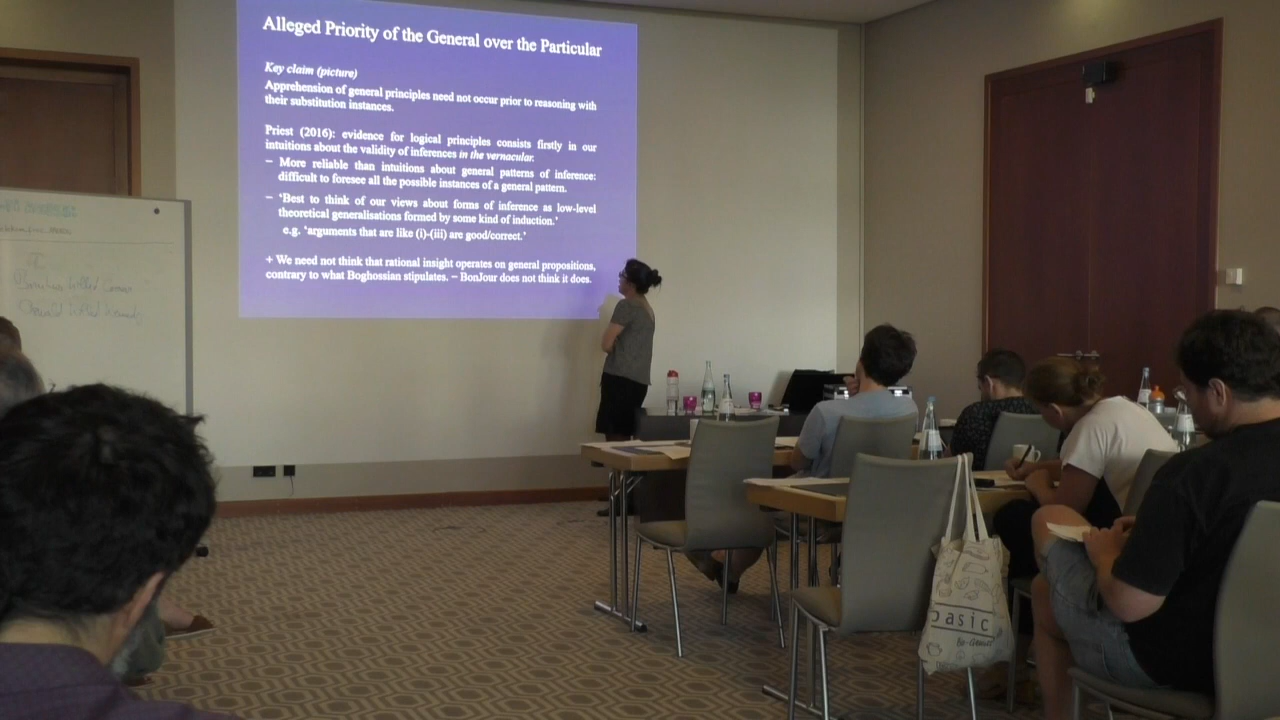 Alleged Priority of the General over the Particular
Key claim (picture)
Apprehension of general principles need not occur prior to reasoning with
their substitution instances.
Priest (2016): evidence for logical principles consists firstly in our
intuitions about the validity of inferences in the vernacular.
− More reliable than intuitions about general patterns of inference:
difficult to foresee all the possible instances of a general pattern.
− ‘Best to think of our views about forms of inference as low-level
theoretical generalisations formed by some kind of induction.’
e.g. ‘arguments that are like (i)-(iii) are good/correct.’
+ We need not think that rational insight operates on general propositions,
contrary to what Boghossian stipulates. − BonJour does not think it does.
basic